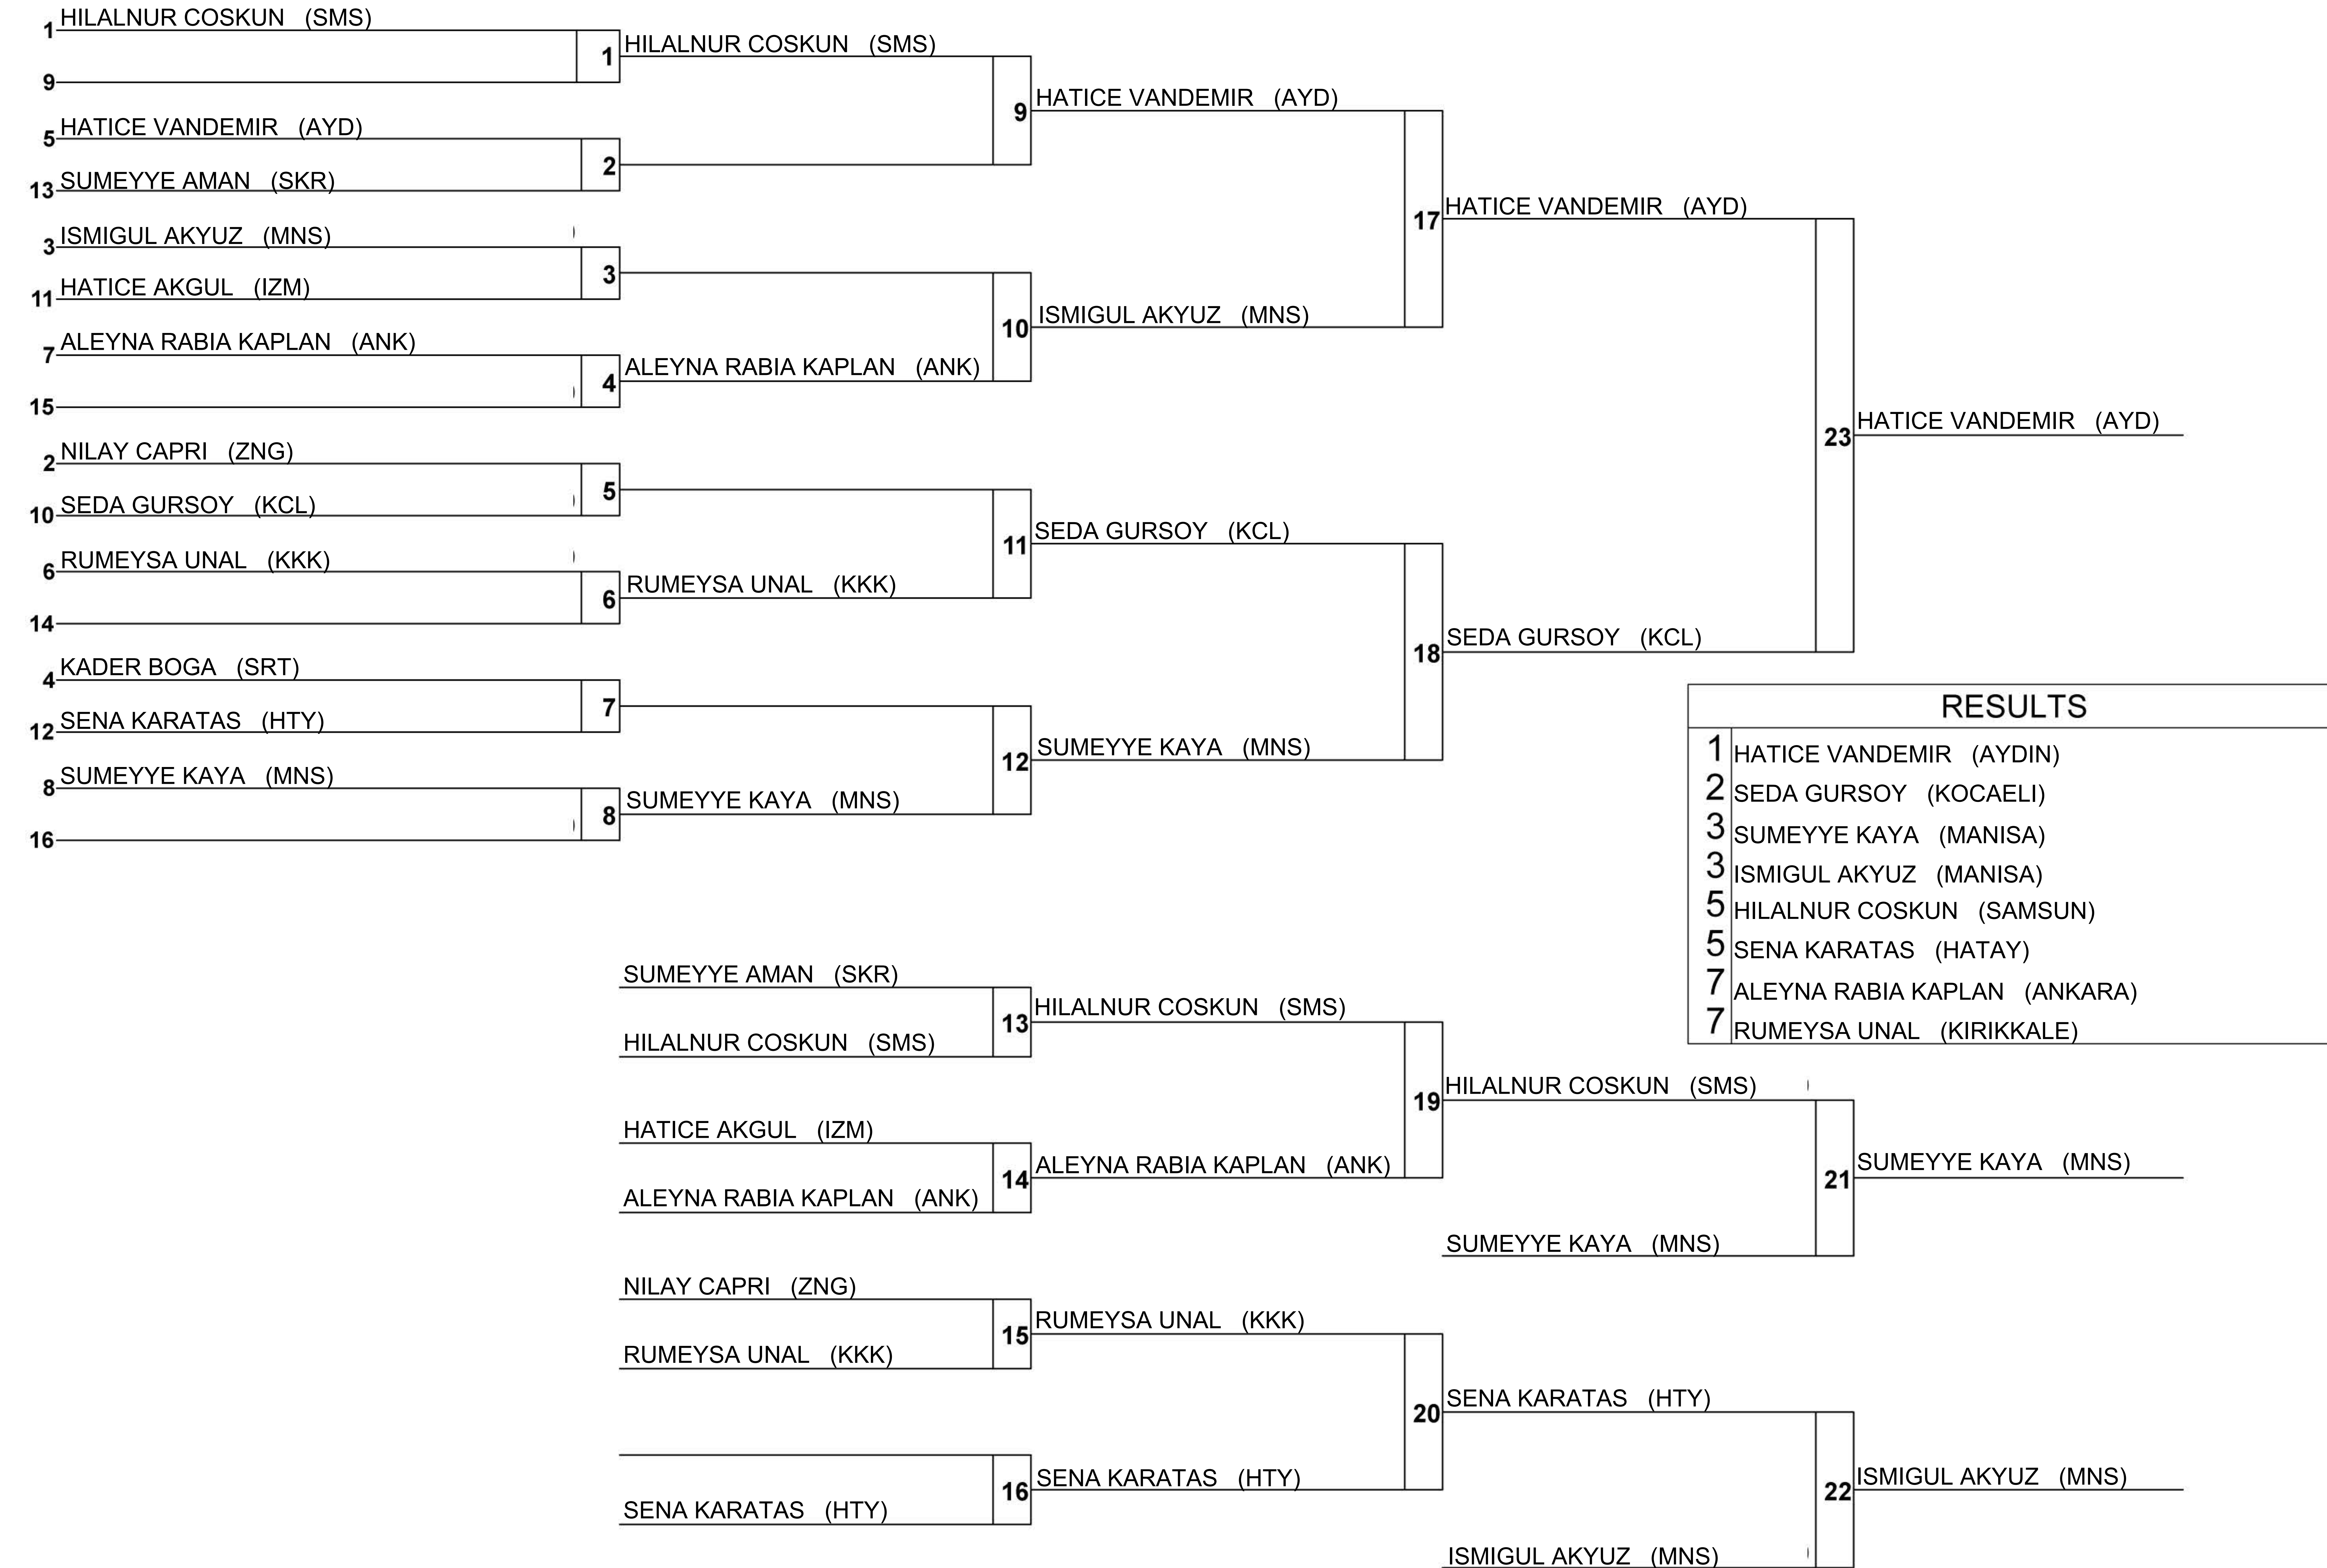 HILALNUR COSKUN (SMS)
1
9
1
HILALNUR COSKUN (SMS)
HATICE VANDEMIR (AYD)
5
SUMEYYE AMAN (SKR)
13
2
9
HATICE VANDEMIR (AYD)
ISMIGUL AKYUZ (MNS)
3
HATICE AKGUL (IZM)
11
3
ALEYNA RABIA KAPLAN (ANK)
7
15
4
ALEYNA RABIA KAPLAN (ANK)
10
ISMIGUL AKYUZ (MNS)
17
HATICE VANDEMIR (AYD)
NILAY CAPRI (ZNG)
2
SEDA GURSOY (KCL)
10
5
RUMEYSA UNAL (KKK)
6
14
6
RUMEYSA UNAL (KKK)
11
SEDA GURSOY (KCL)
KADER BOGA (SRT)
4
SENA KARATAS (HTY)
12
7
SUMEYYE KAYA (MNS)
8
16
8
SUMEYYE KAYA (MNS)
12
SUMEYYE KAYA (MNS)
18
SEDA GURSOY (KCL)
23
HATICE VANDEMIR (AYD)
RESULTS
1 HATICE VANDEMIR (AYDIN)
2 SEDA GURSOY (KOCAELI)
3 SUMEYYE KAYA (MANISA)
3 ISMIGUL AKYUZ (MANISA)
5 HILALNUR COSKUN (SAMSUN)
5 SENA KARATAS (HATAY)
7 ALEYNA RABIA KAPLAN (ANKARA)
7 RUMEYSA UNAL (KIRIKKALE)
SUMEYYE AMAN (SKR)
HILALNUR COSKUN (SMS)
13
HILALNUR COSKUN (SMS)
HATICE AKGUL (IZM)
ALEYNA RABIA KAPLAN (ANK)
14
ALEYNA RABIA KAPLAN (ANK)
19
HILALNUR COSKUN (SMS)
SUMEYYE KAYA (MNS)
21
SUMEYYE KAYA (MNS)
NILAY CAPRI (ZNG)
RUMEYSA UNAL (KKK)
15
RUMEYSA UNAL (KKK)
SENA KARATAS (HTY)
16
SENA KARATAS (HTY)
20
SENA KARATAS (HTY)
ISMIGUL AKYUZ (MNS)
22
ISMIGUL AKYUZ (MNS)